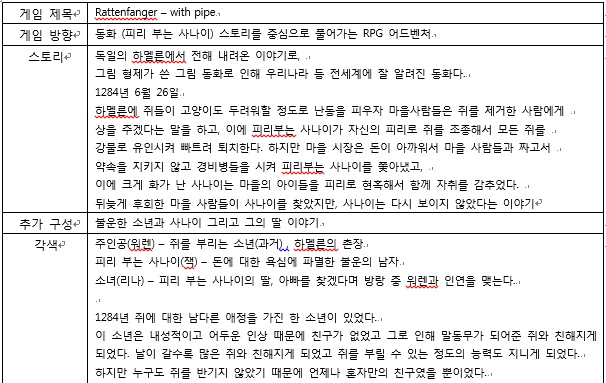 게임 제목 Rattenfanger – with pipe.
게임 방향 동화 (피리 부는 사나이) 스토리를 중심으로 풀어가는 RPG 어드벤처.
스토리 독일의 하멜른에서 전해 내려온 이야기로,
그림 형제가 쓴 그림 동화로 인해 우리나라 등 전세계에 잘 알려진 동화다.
1284년 6월 26일.
하멜른에 쥐들이 고양이도 두려워할 정도로 난동을 피우자 마을사람들은 쥐를 제거한 사람에게
상을 주겠다는 말을 하고, 이에 피리부는 사나이가 자신의 피리로 쥐를 조종해서 모든 쥐를
강물로 유인시켜 빠트려 퇴치한다. 하지만 마을 시장은 돈이 아까워서 마을 사람들과 짜고서
약속을 지키지 않고 경비병들을 시켜 피리부는 사나이를 쫓아냈고,
이에 크게 화가 난 사나이는 마을의 아이들을 피리로 현혹해서 함께 자취를 감추었다.
뒤늦게 후회한 마을 사람들이 사나이를 찾았지만, 사나이는 다시 보이지 않았다는 이야기
추가 구성 불운한 소년과 사나이 그리고 그의 딸 이야기.
각색 주인공(워렌) – 쥐를 부리는 소년(과거) , 하멜른의 촌장.
피리 부는 사나이(잭) – 돈에 대한 욕심에 파멸한 불운의 남자.
소녀(리나) – 피리 부는 사나이의 딸, 아빠를 찾겠다며 방랑 중 워렌과 인연을 맺는다.
1284년 쥐에 대한 남다른 애정을 가진 한 소년이 있었다.
이 소년은 내성적이고 어두운 인상 때문에 친구가 없었고 그로 인해 말동무가 되어준 쥐와 친해지게
되었다. 날이 갈수록 많은 쥐와 친해지게 되었고 쥐를 부릴 수 있는 정도의 능력도 지니게 되었다.
하지만 누구도 쥐를 반기지 않았기 때문에 언제나 혼자만의 친구였을 뿐이었다.